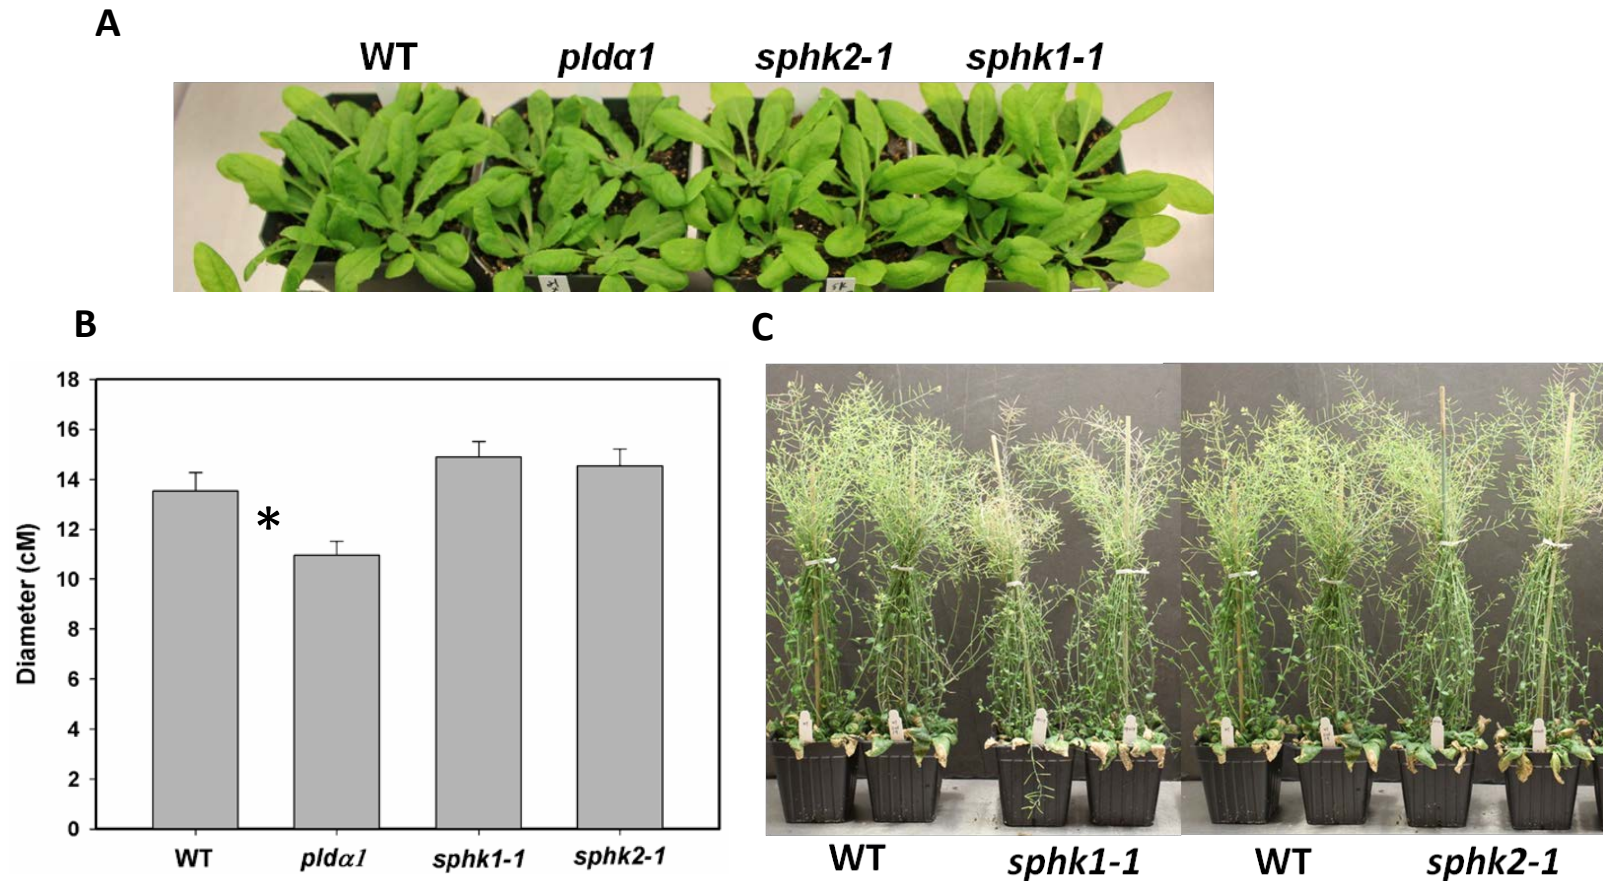 A
WT pldα1 sphk2-1 sphk1-1
B
18
16
14
12
10
8
6
4
2
0
Diameter (cM)
*
WT pldα1 sphk1-1 sphk2-1
C
WT sphk1-1 WT sphk2-1